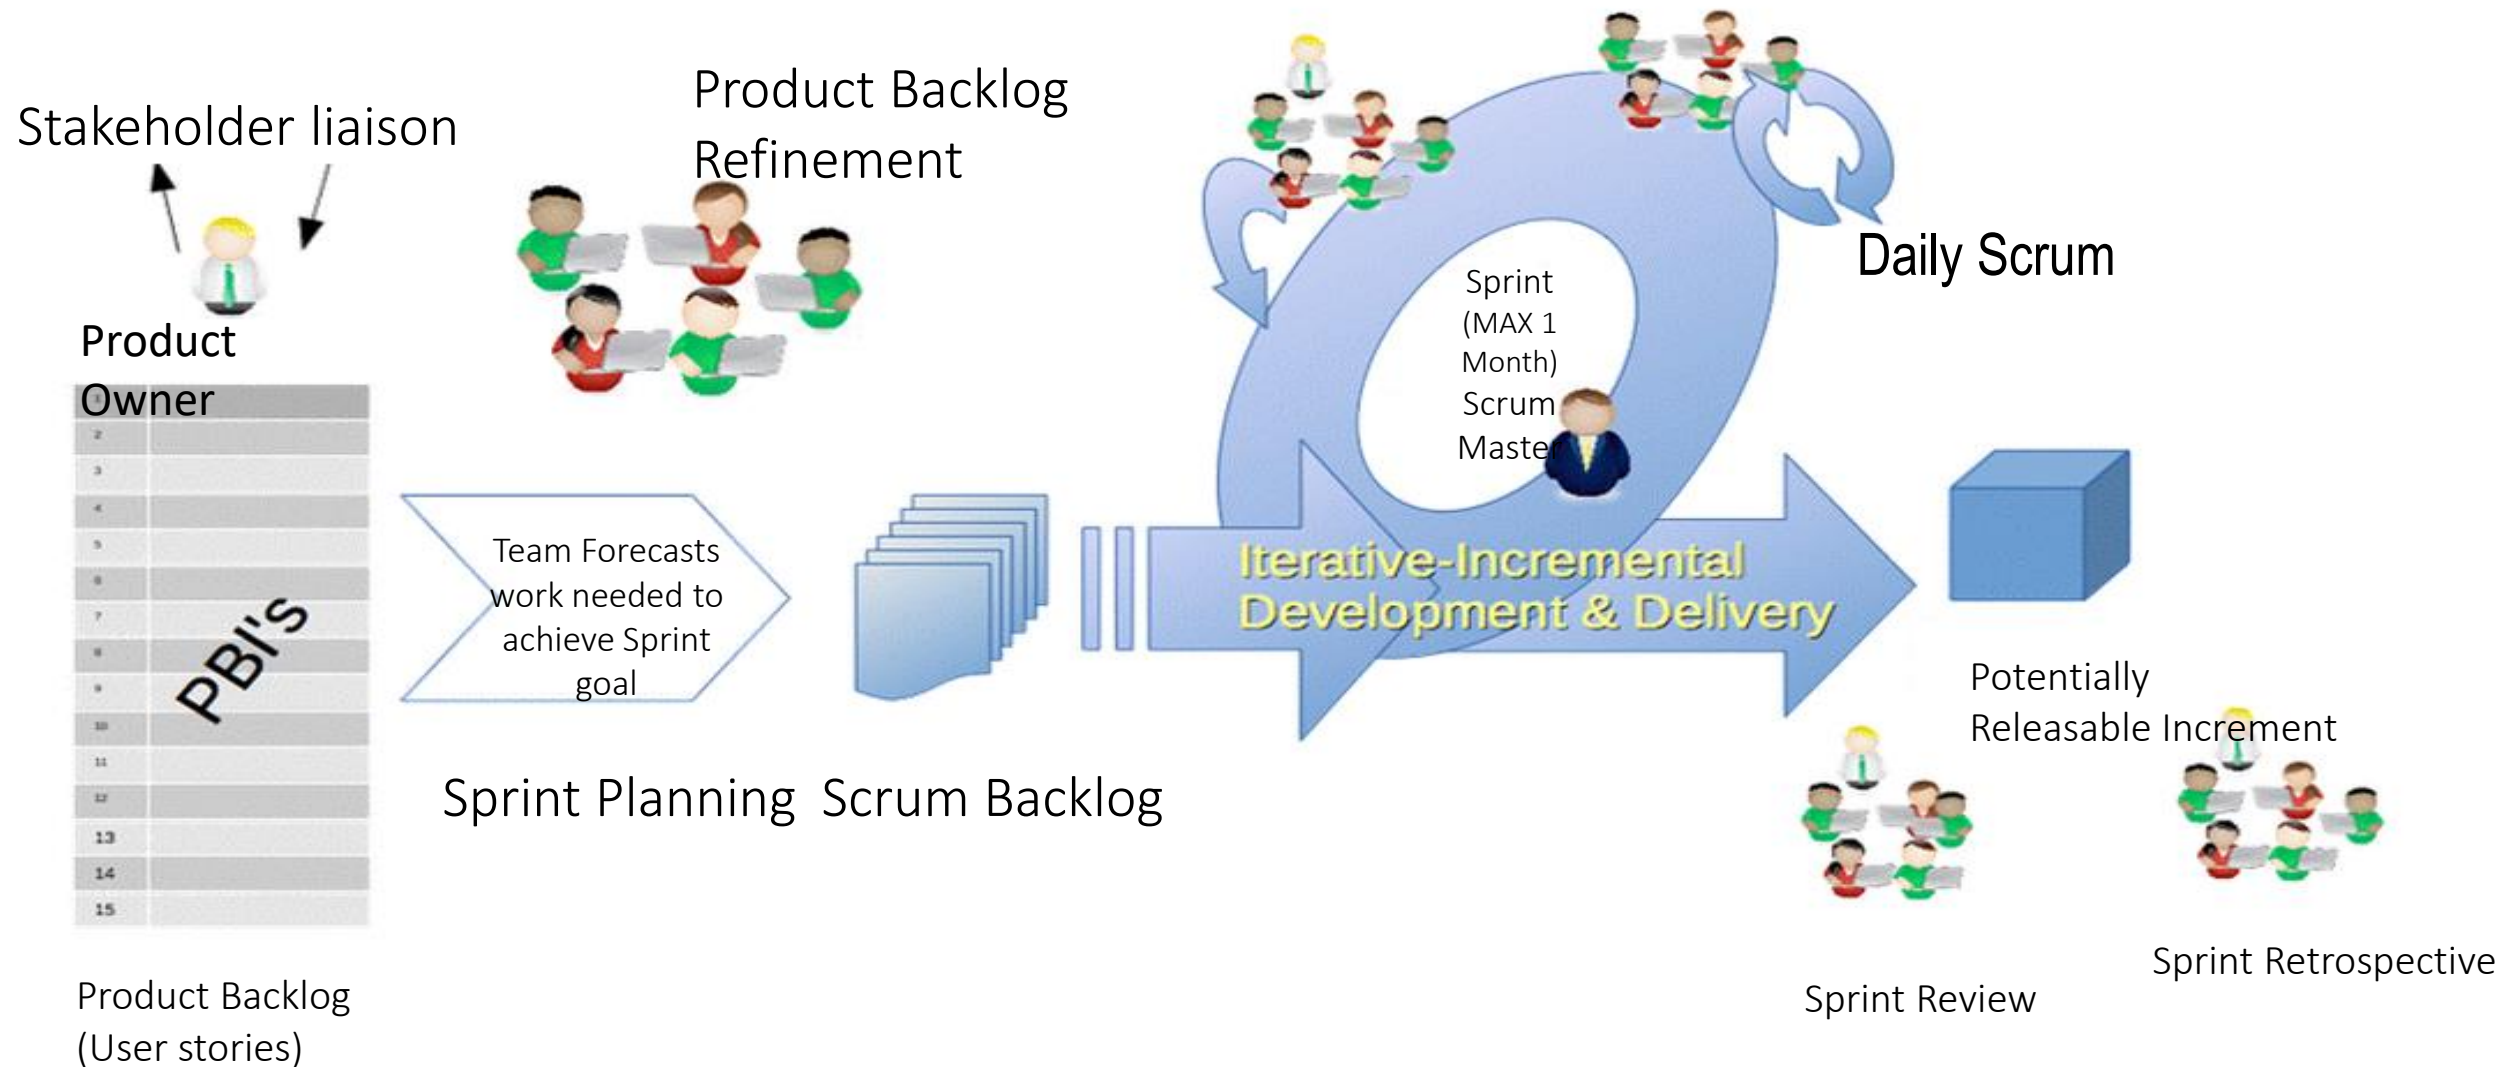 Stakeholder liaison
Product
Owner
1
2
3
4
5
6
7
8
9
10
11
12
13
14
15
PBI's
Product Backlog
(User stories)
Product Backlog
Refinement
Team Forecasts
work needed to
achieve Sprint
goal
Sprint Planning
Scrum Backlog
Sprint
(MAX 1
Month)
Scrum
Master
Daily Scrum
Iterative-Incremental
Development & Delivery
Potentially
Releasable Increment
Sprint Review
Sprint Retrospective